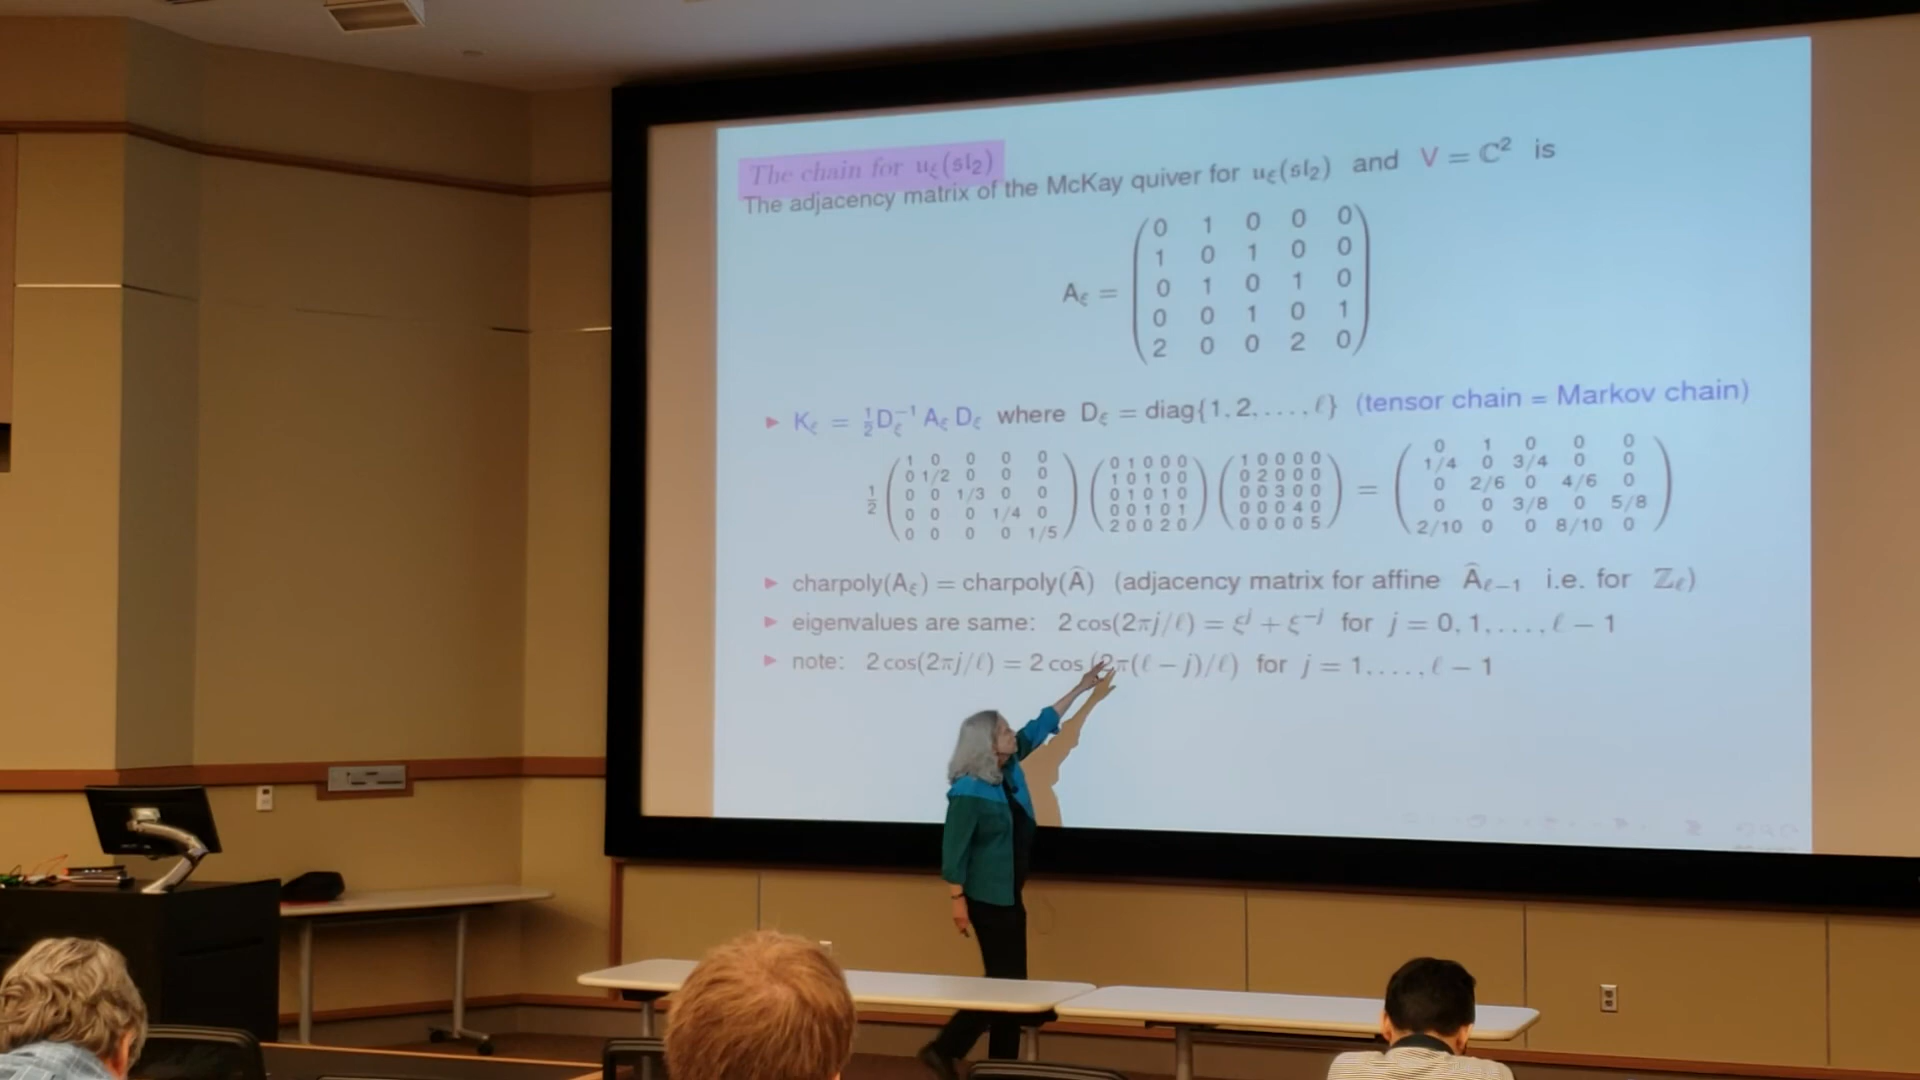 The chain for u_ξ(sl₂)
The adjacency matrix of the McKay quiver for u_ξ(sl₂) and V = C² is
0 1 0 0 0
1 0 1 0 0
A_ξ = 0 1 0 1 0
0 0 1 0 1
2 0 0 2 0
► K_ξ = ½D_ξ⁻¹ A_ξ D_ξ where D_ξ = diag{1, 2, . . . , ℓ} (tensor chain = Markov chain)
1 0 0 0 0 0 1 0 0 0 1 0 0 0 0 0 1 0 0 0
0 1/2 0 0 0 1 0 1 0 0 0 2 0 0 0 1/4 0 3/4 0 0
½ 0 0 1/3 0 0 0 1 0 1 0 0 0 3 0 0 = 0 2/6 0 4/6 0
0 0 0 1/4 0 0 0 1 0 1 0 0 0 4 0 0 0 3/8 0 5/8
0 0 0 0 1/5 2 0 0 2 0 0 0 0 0 5 2/10 0 0 8/10 0
► charpoly(A_ξ) = charpoly(Â) (adjacency matrix for affine Â_ℓ₋₁ i.e. for ℤ_ℓ)
► eigenvalues are same: 2 cos(2πj/ℓ) = ξʲ + ξ⁻ʲ for j = 0, 1, . . . , ℓ − 1
► note: 2 cos(2πj/ℓ) = 2 cos (2π(ℓ − j)/ℓ) for j = 1, . . . , ℓ − 1